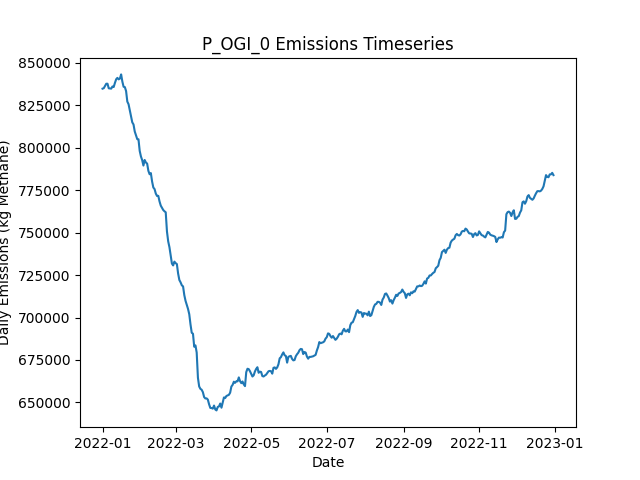 P_OGI_0 Emissions Timeseries
Daily Emissions (kg Methane)
850000
825000
800000
775000
750000
725000
700000
675000
650000
2022-01 2022-03 2022-05 2022-07 2022-09 2022-11 2023-01
Date